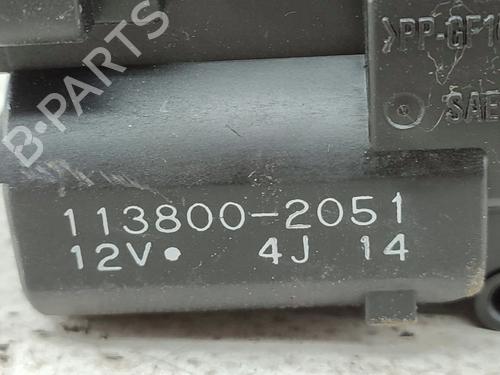 B-PARTS
>PP-GF1
SAE
113800-2051
12V• 4J 14